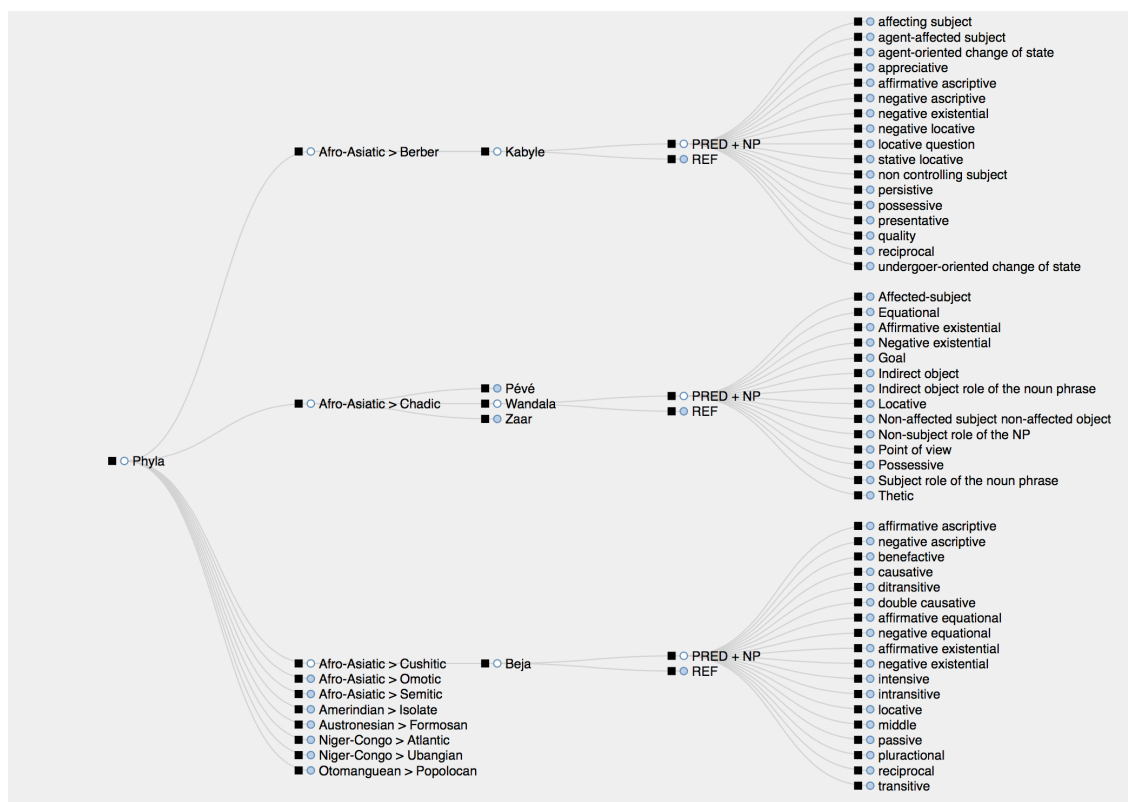 Phyla
Afro-Asiatic > Berber
Kabyle
PRED + NP
REF
affecting subject
agent-affected subject
agent-oriented change of state
appreciative
affirmative ascriptive
negative ascriptive
negative existential
negative locative
locative question
stative locative
non controlling subject
persistive
possessive
presentative
quality
reciprocal
undergoer-oriented change of state
Afro-Asiatic > Chadic
Pévé
Wandala
Zaar
PRED + NP
REF
Affected-subject
Equational
Affirmative existential
Negative existential
Goal
Indirect object
Indirect object role of the noun phrase
Locative
Non-affected subject non-affected object
Non-subject role of the NP
Point of view
Possessive
Subject role of the noun phrase
Thetic
Afro-Asiatic > Cushitic
Beja
PRED + NP
REF
affirmative ascriptive
negative ascriptive
benefactive
causative
ditransitive
double causative
affirmative equational
negative equational
affirmative existential
negative existential
intensive
intransitive
locative
middle
passive
pluractional
reciprocal
transitive
Afro-Asiatic > Omotic
Afro-Asiatic > Semitic
Amerindian > Isolate
Austronesian > Formosan
Niger-Congo > Atlantic
Niger-Congo > Ubangian
Otomanguean > Popolocan